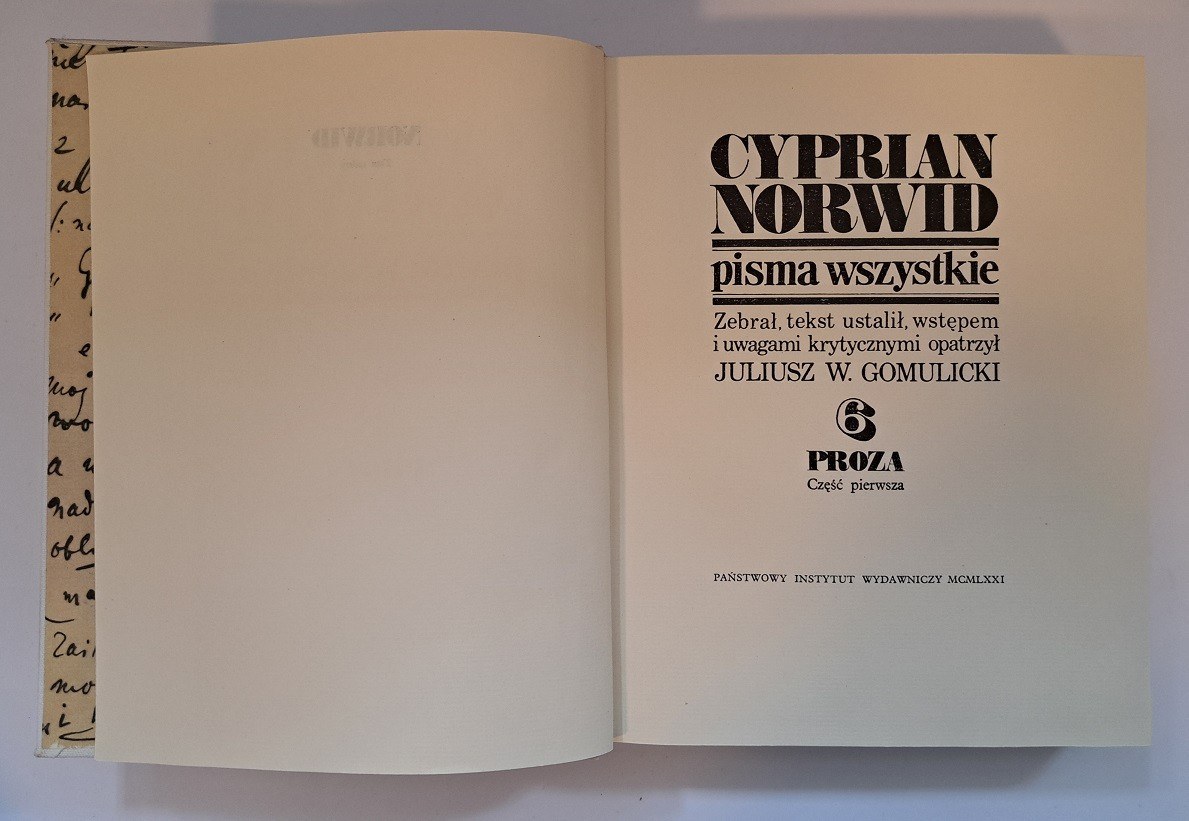 NORWID
CYPRIAN
NORWID
pisma wszystkie
Zebrał, tekst ustalił, wstępem
i uwagami krytycznymi opatrzył
JULIUSZ W. GOMULICKI
6
PROZA
Część pierwsza
PAŃSTWOWY INSTYTUT WYDAWNICZY MCMLXXI